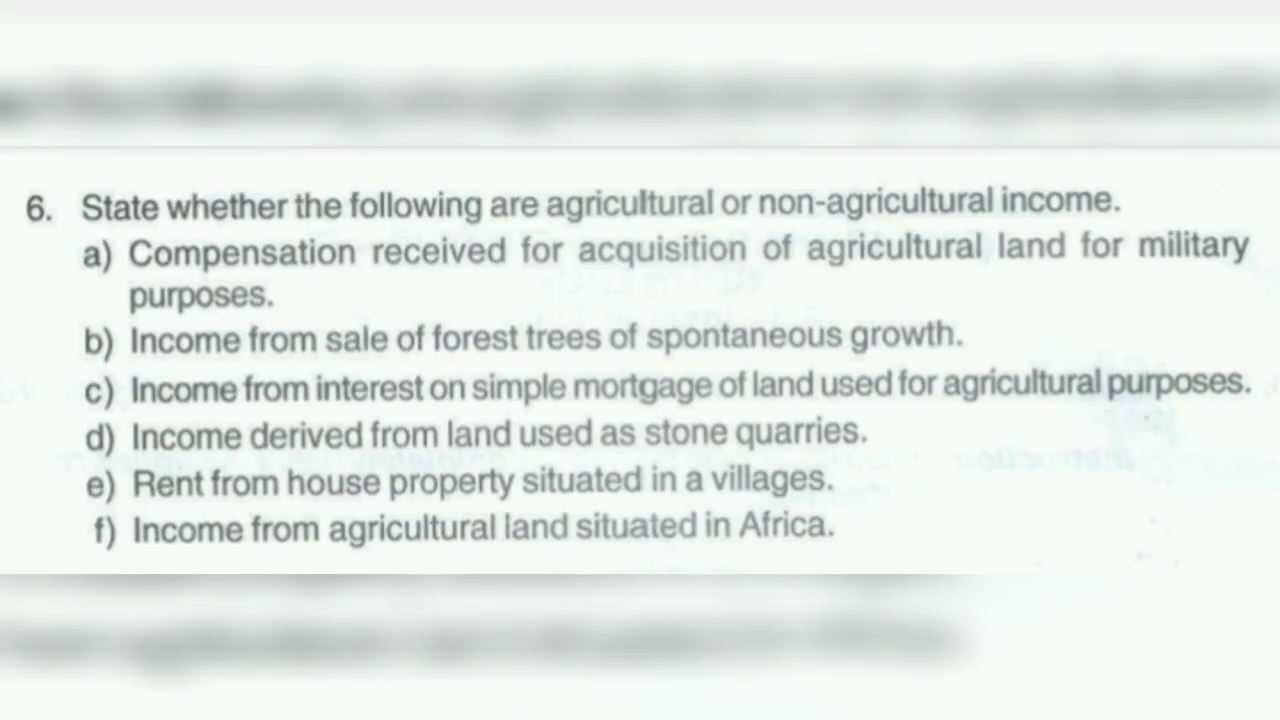 6. State whether the following are agricultural or non-agricultural income.
a) Compensation received for acquisition of agricultural land for military
purposes.
b) Income from sale of forest trees of spontaneous growth.
c) Income from interest on simple mortgage of land used for agricultural purposes.
d) Income derived from land used as stone quarries.
e) Rent from house property situated in a villages.
f) Income from agricultural land situated in Africa.